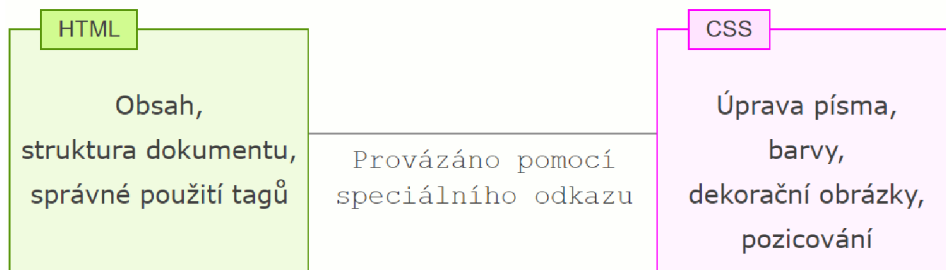 HTML
Obsah,
struktura dokumentu,
správné použití tagů
Provázáno pomocí
speciálního odkazu
CSS
Úprava písma,
barvy,
dekorační obrázky,
pozicování